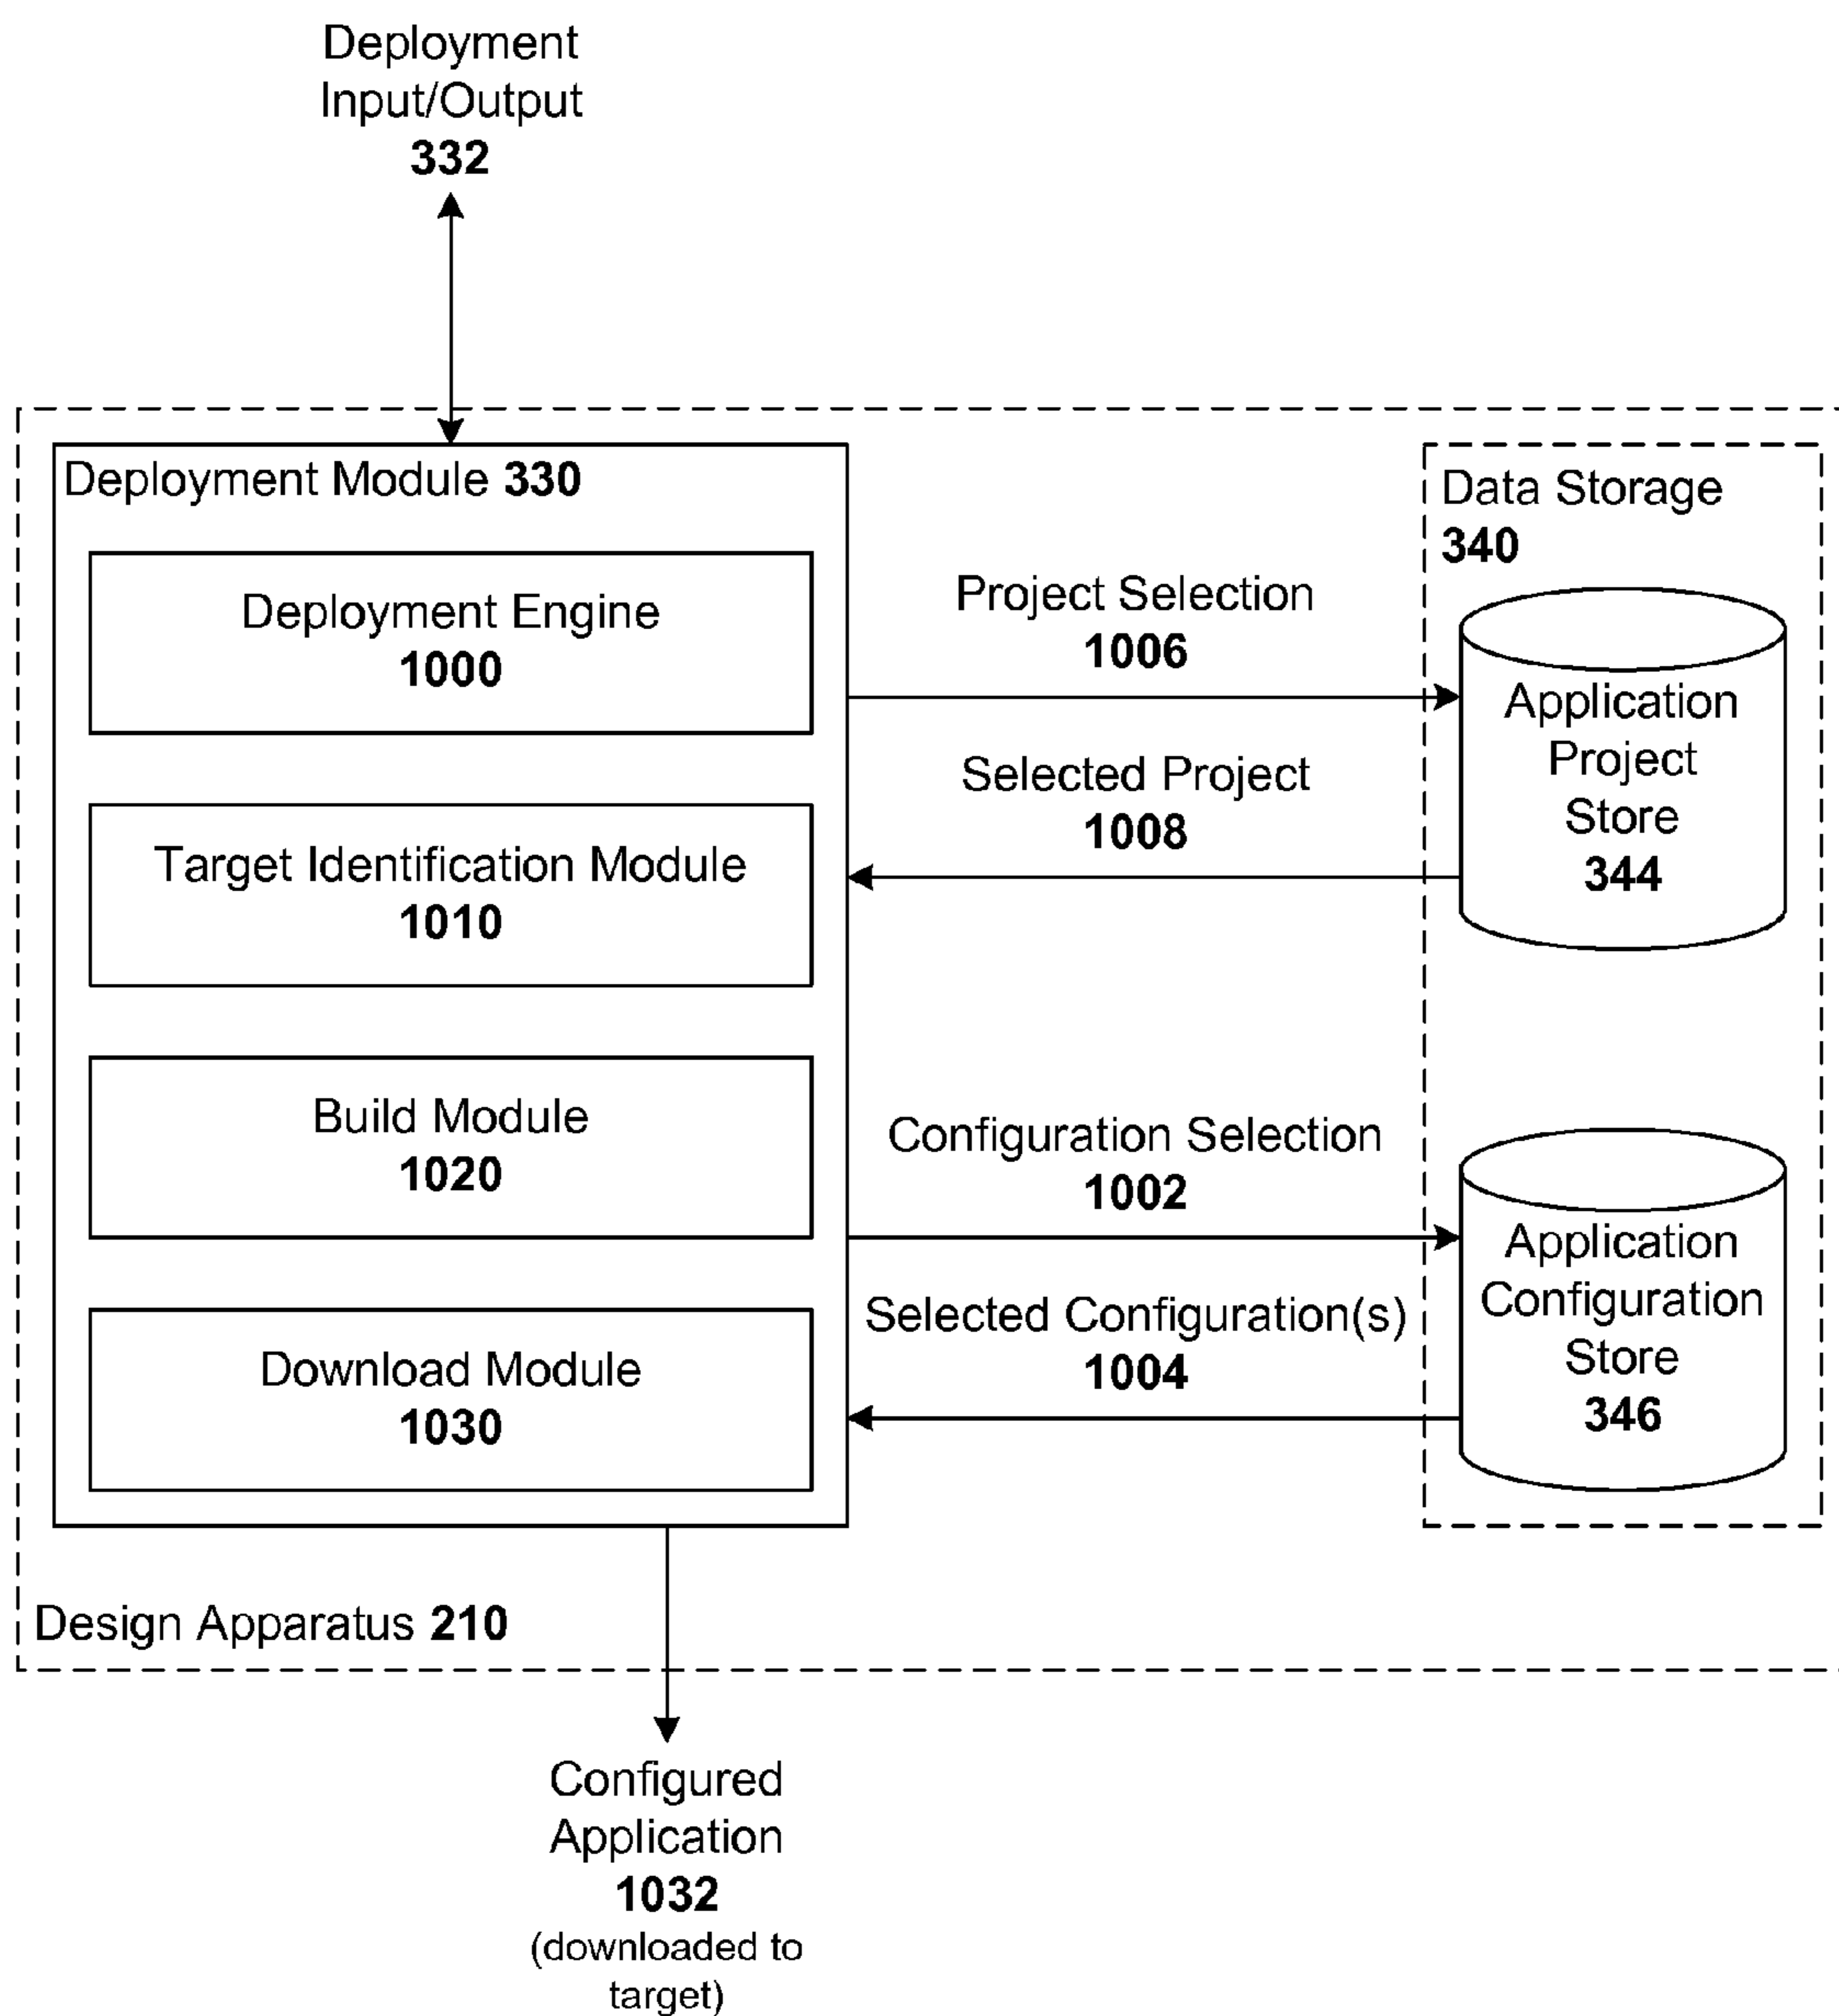 Deployment
Input/Output
332
Deployment Module 330
Deployment Engine
1000
Target Identification Module
1010
Build Module
1020
Download Module
1030
Project Selection
1006
Selected Project
1008
Configuration Selection
1002
Selected Configuration(s)
1004
Data Storage
340
Application
Project
Store
344
Application
Configuration
Store
346
Design Apparatus 210
Configured
Application
1032
(downloaded to
target)